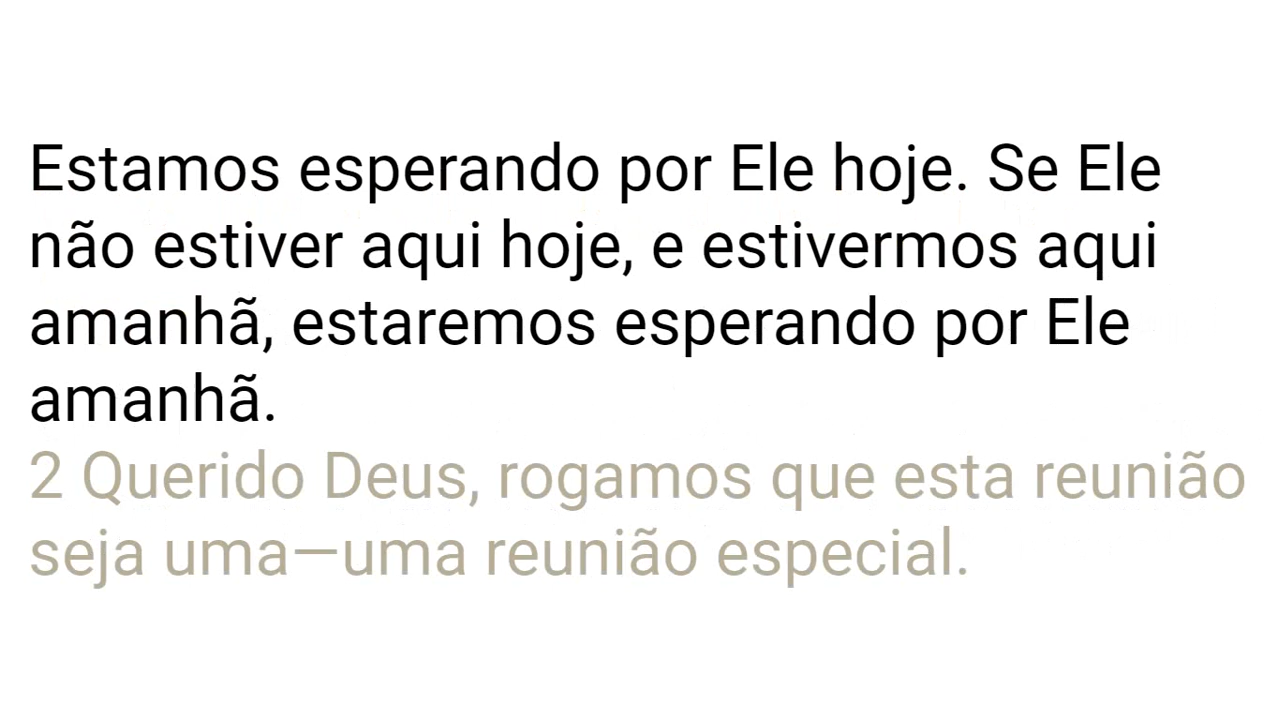 Estamos esperando por Ele hoje. Se Ele
não estiver aqui hoje, e estivermos aqui
amanhã, estaremos esperando por Ele
amanhã.
2 Querido Deus, rogamos que esta reunião
seja uma—uma reunião especial.